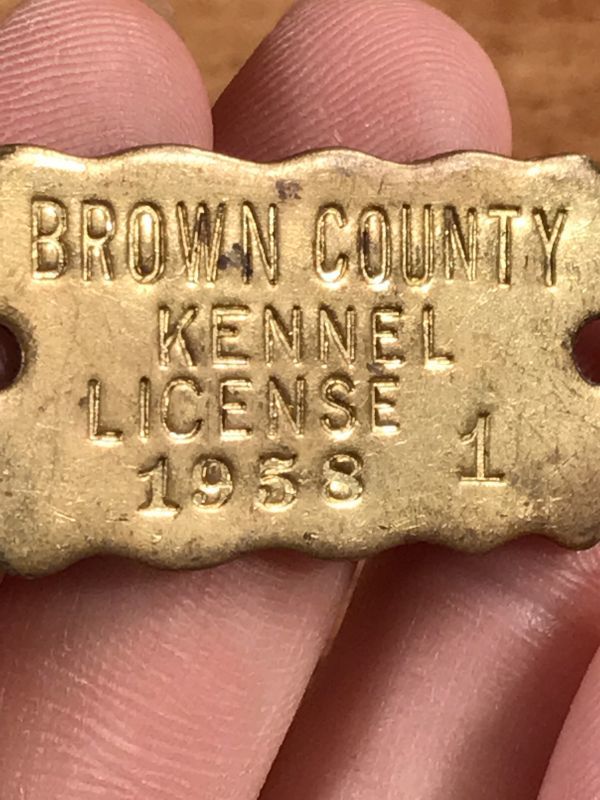 BROWN COUNTY
KENNEL
LICENSE
1958 1